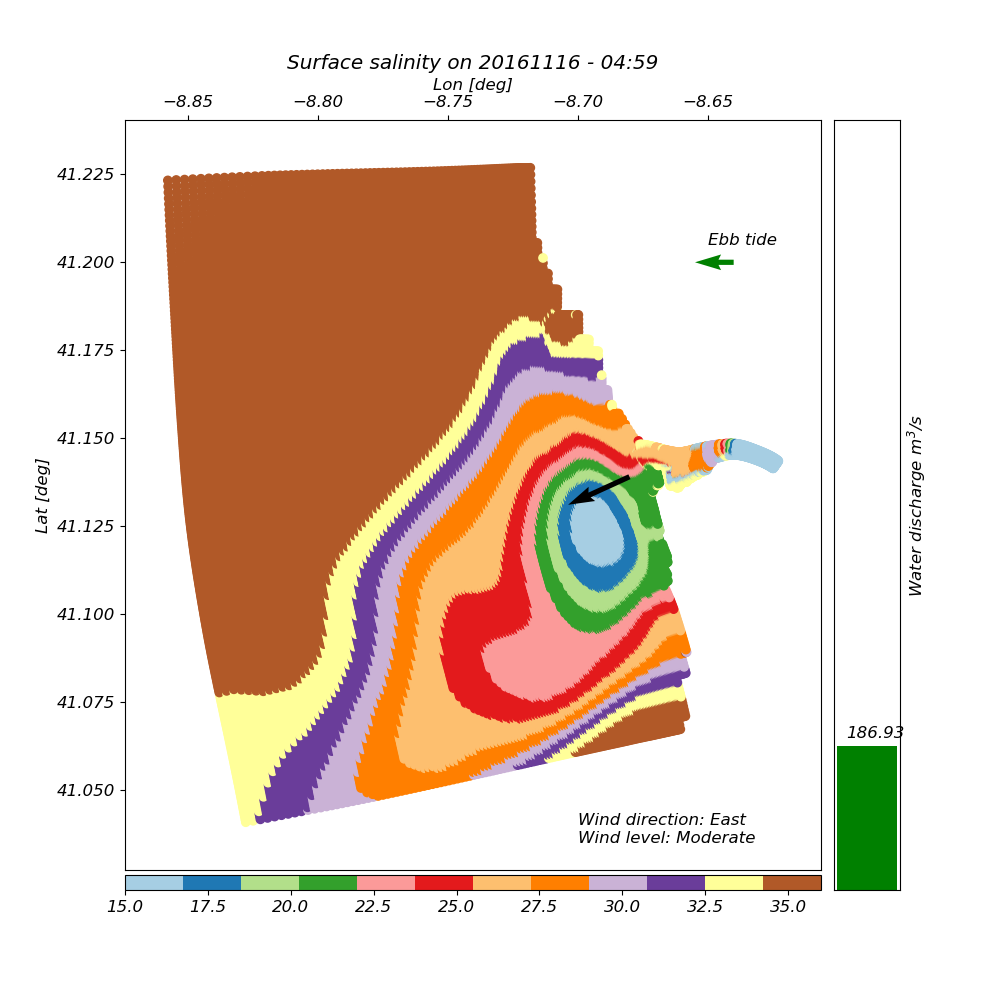 Surface salinity on 20161116 - 04:59
Lon [deg]
−8.85 −8.80 −8.75 −8.70 −8.65
41.225
41.200
41.175
41.150
41.125
41.100
41.075
41.050
Lat [deg]
Ebb tide
Wind direction: East
Wind level: Moderate
186.93
Water discharge m³/s
15.0 17.5 20.0 22.5 25.0 27.5 30.0 32.5 35.0